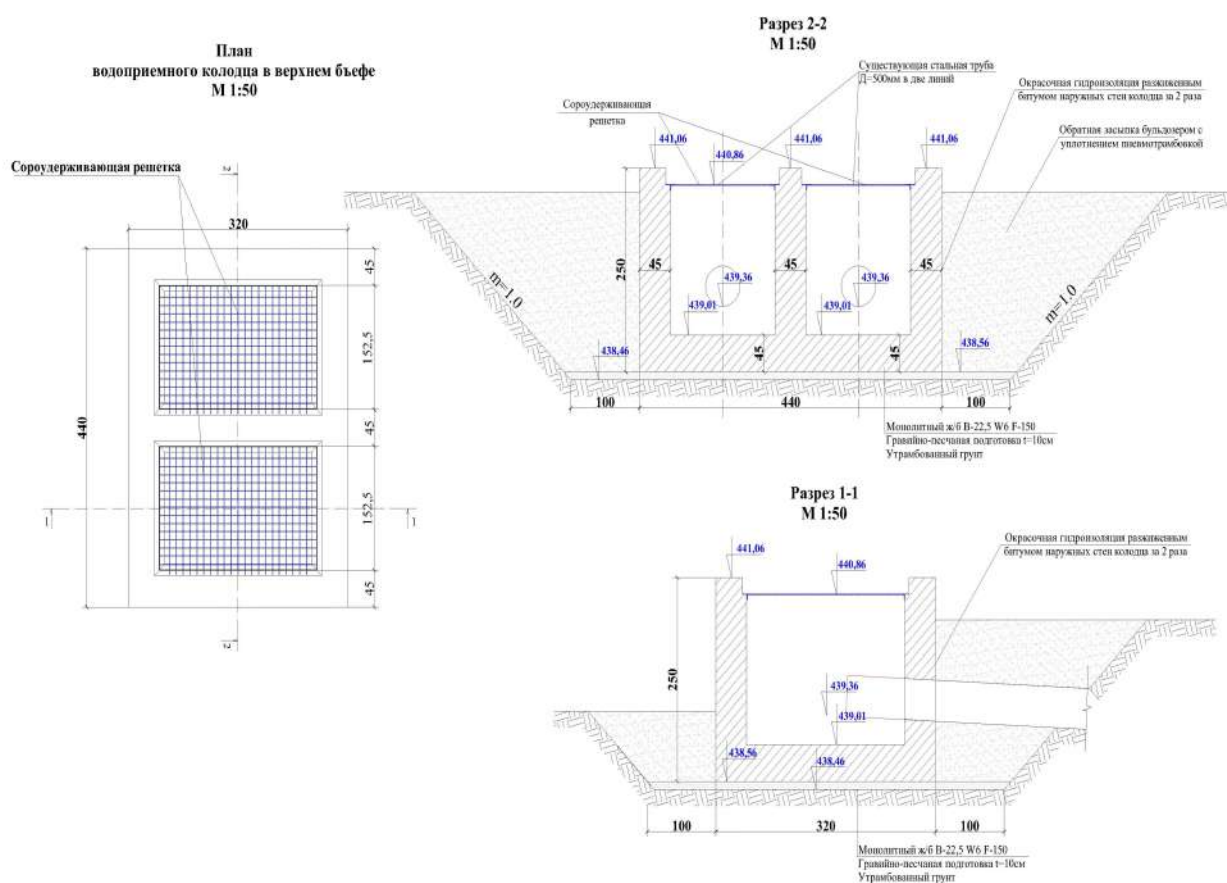 План
водоприемного колодца в верхнем бъефе
М 1:50
Сороудерживающая решетка
2
320
45
152,5
45
152,5
45
440
1
1
2
Разрез 2-2
М 1:50
Существующая стальная труба
Д=500мм в две линий
Сороудерживающая
решетка
Окрасочная гидроизоляция разжиженным
битумом наружных стен колодца за 2 раза
Обратная засыпка бульдозером с
уплотнением пневмотрамбовкой
441,06
440,86
441,06
441,06
250
45
45
45
439,36
439,36
439,01
439,01
m=1.0
m=1.0
438,46
45
45
438,56
100
440
100
Монолитный ж/б В-22,5 W6 F-150
Гравийно-песчаная подготовка t=10см
Утрамбованный грунт
Разрез 1-1
М 1:50
Окрасочная гидроизоляция разжиженным
битумом наружных стен колодца за 2 раза
441,06
440,86
250
439,36
439,01
438,56
438,46
100
320
100
Монолитный ж/б В-22,5 W6 F-150
Гравийно-песчаная подготовка t=10см
Утрамбованный грунт